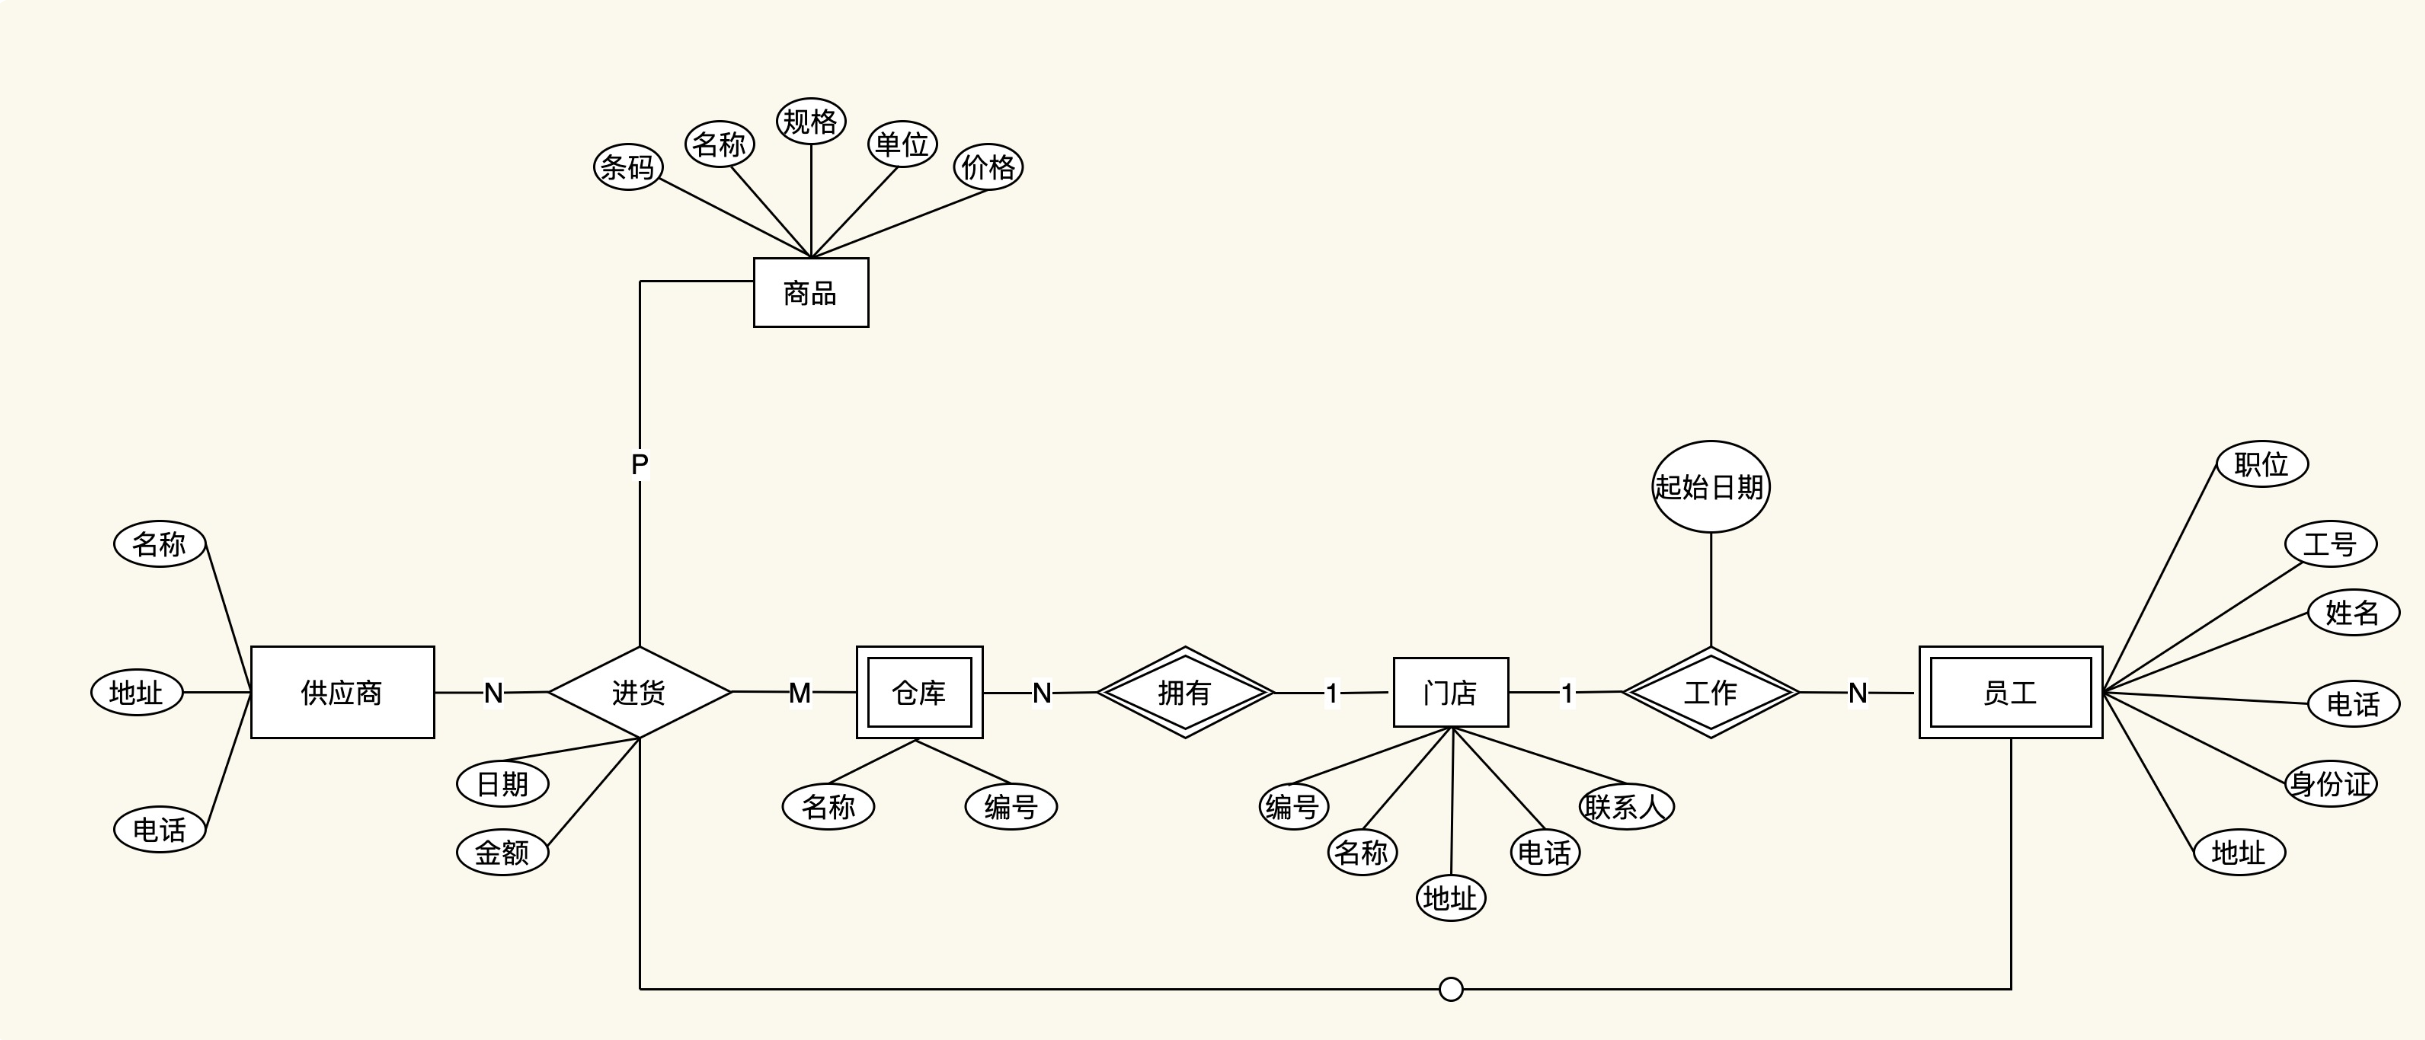 规格
名称
单位
条码
价格
商品
P
职位
起始日期
名称
工号
姓名
地址
供应商
N
进货
M
仓库
N
拥有
1
门店
1
工作
N
员工
电话
日期
身份证
名称
编号
编号
联系人
电话
金额
名称
电话
地址
地址